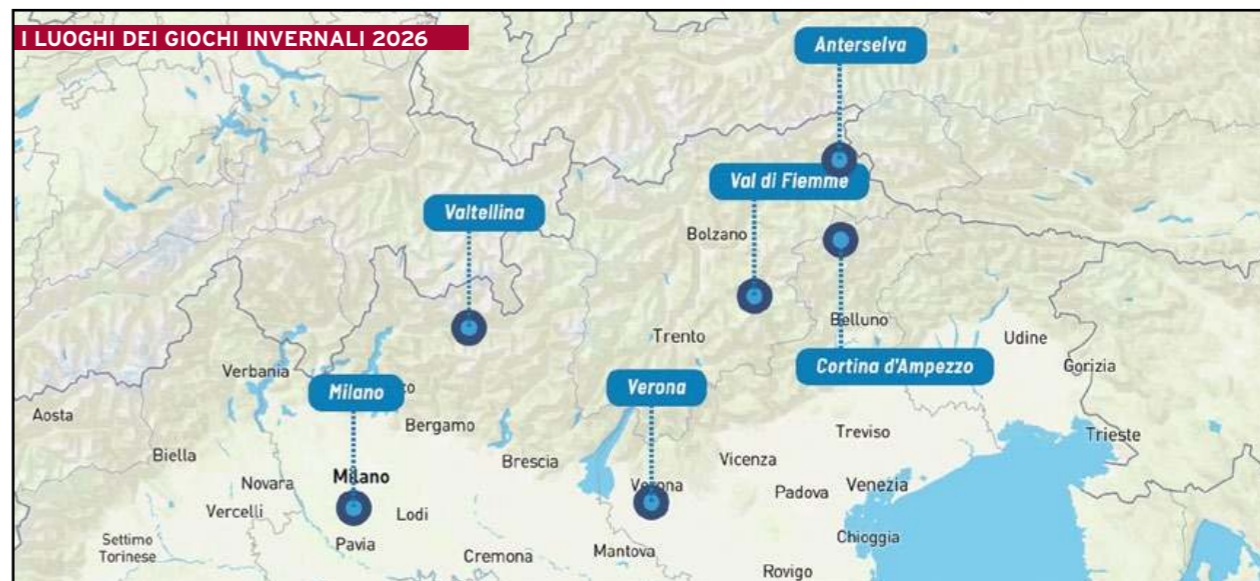 I LUOGHI DEI GIOCHI INVERNALI 2026
Anterselva
Val di Fiemme
Valtellina
Bolzano
Belluno
Udine
Trento
Cortina d'Ampezzo
Gorizia
Verbania
Milano
co
Verona
Aosta
Bergamo
Treviso
Trieste
Biella
Brescia
Vicenza
Milano
Novara
Verona
Padova
Venezia
Vercelli
Lodi
Settimo
Torinese
Pavia
Cremona
Mantova
Chioggia
Rovigo